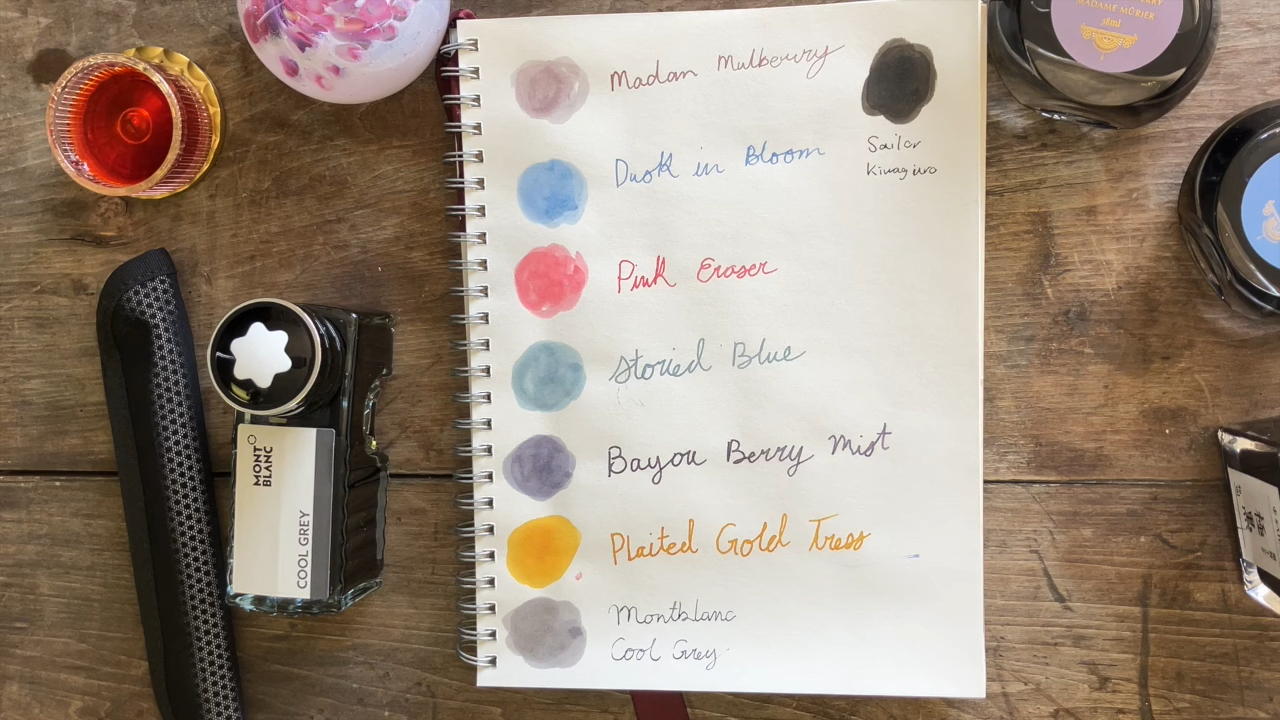 MADAME MÛRIER
38ml
Madam Mulberry
Sailor
Kiwaguro
Dusk in Bloom
Pink Eraser
Storied Blue
Bayou Berry Mist
MONT
BLANC
COOL GREY
Plaited Gold Tress
Montblanc
Cool Grey.